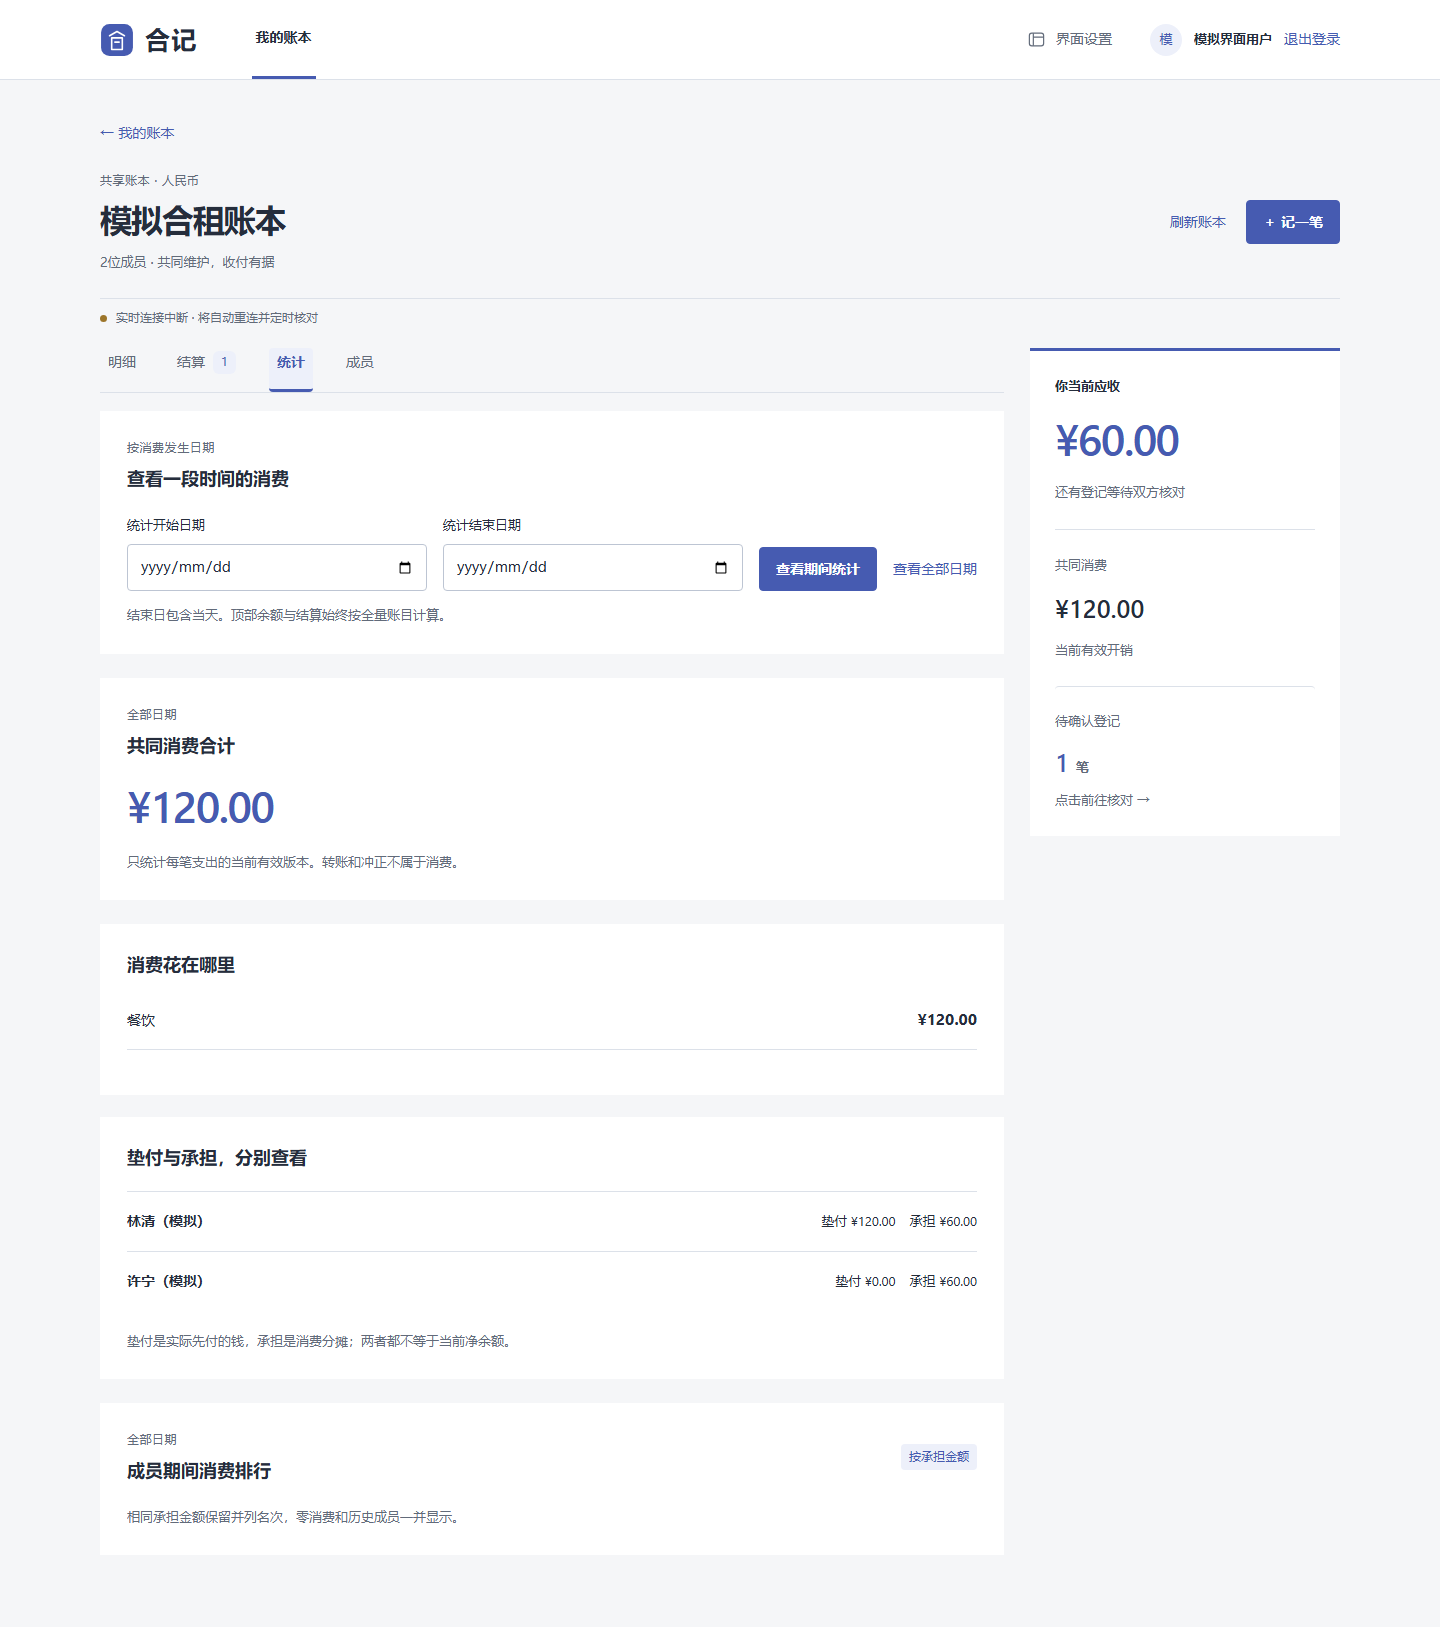 合记
我的账本
界面设置
模
模拟界面用户
退出登录
← 我的账本
共享账本 · 人民币
模拟合租账本
刷新账本
+ 记一笔
2位成员 · 共同维护，收付有据
实时连接中断 · 将自动重连并定时核对
明细
结算 1
统计
成员
按消费发生日期
查看一段时间的消费
统计开始日期
统计结束日期
yyyy/mm/dd
yyyy/mm/dd
查看期间统计
查看全部日期
结束日包含当天。顶部余额与结算始终按全量账目计算。
全部日期
共同消费合计
¥120.00
只统计每笔支出的当前有效版本。转账和冲正不属于消费。
消费花在哪里
餐饮 ¥120.00
垫付与承担，分别查看
林清（模拟） 垫付 ¥120.00 承担 ¥60.00
许宁（模拟） 垫付 ¥0.00 承担 ¥60.00
垫付是实际先付的钱，承担是消费分摊；两者都不等于当前净余额。
全部日期
成员期间消费排行
按承担金额
相同承担金额保留并列名次，零消费和历史成员一并显示。
你当前应收
¥60.00
还有登记等待双方核对
共同消费
¥120.00
当前有效开销
待确认登记
1 笔
点击前往核对 →